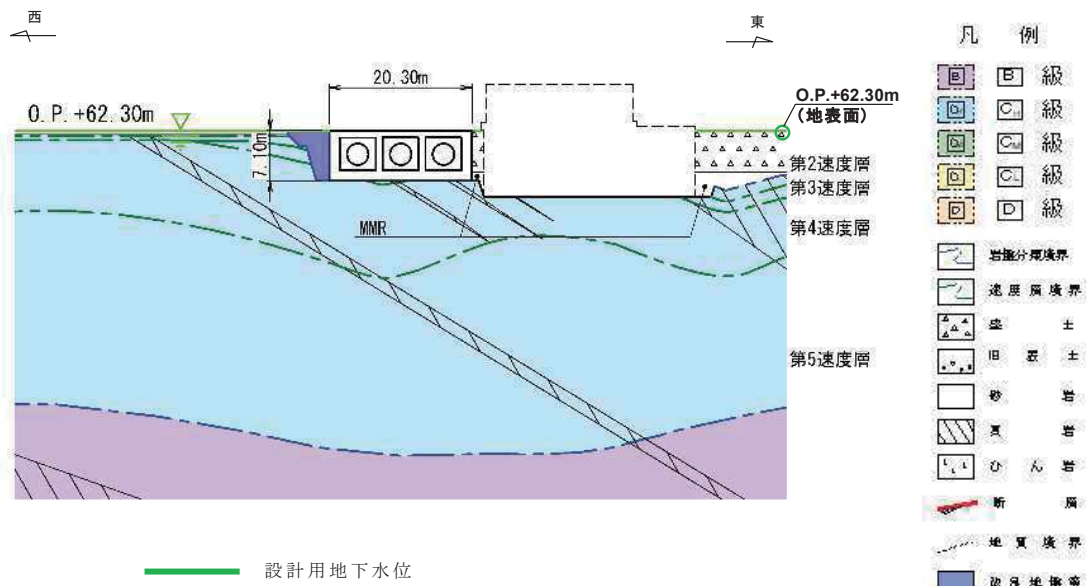 西
東
20.30m
O.P.+62.30m
7.10m
O.P.+62.30m
(地表面)
第2速度層
第3速度層
第4速度層
MMR
第5速度層
設計用地下水位
凡 例
B B 級
CH CH 級
CM CM 級
CL CL 級
D D 級
岩盤分類境界
速度層境界
盛 土
旧 表 土
砂 岩
頁 岩
ひ ん 岩
断 層
地 質 境 界